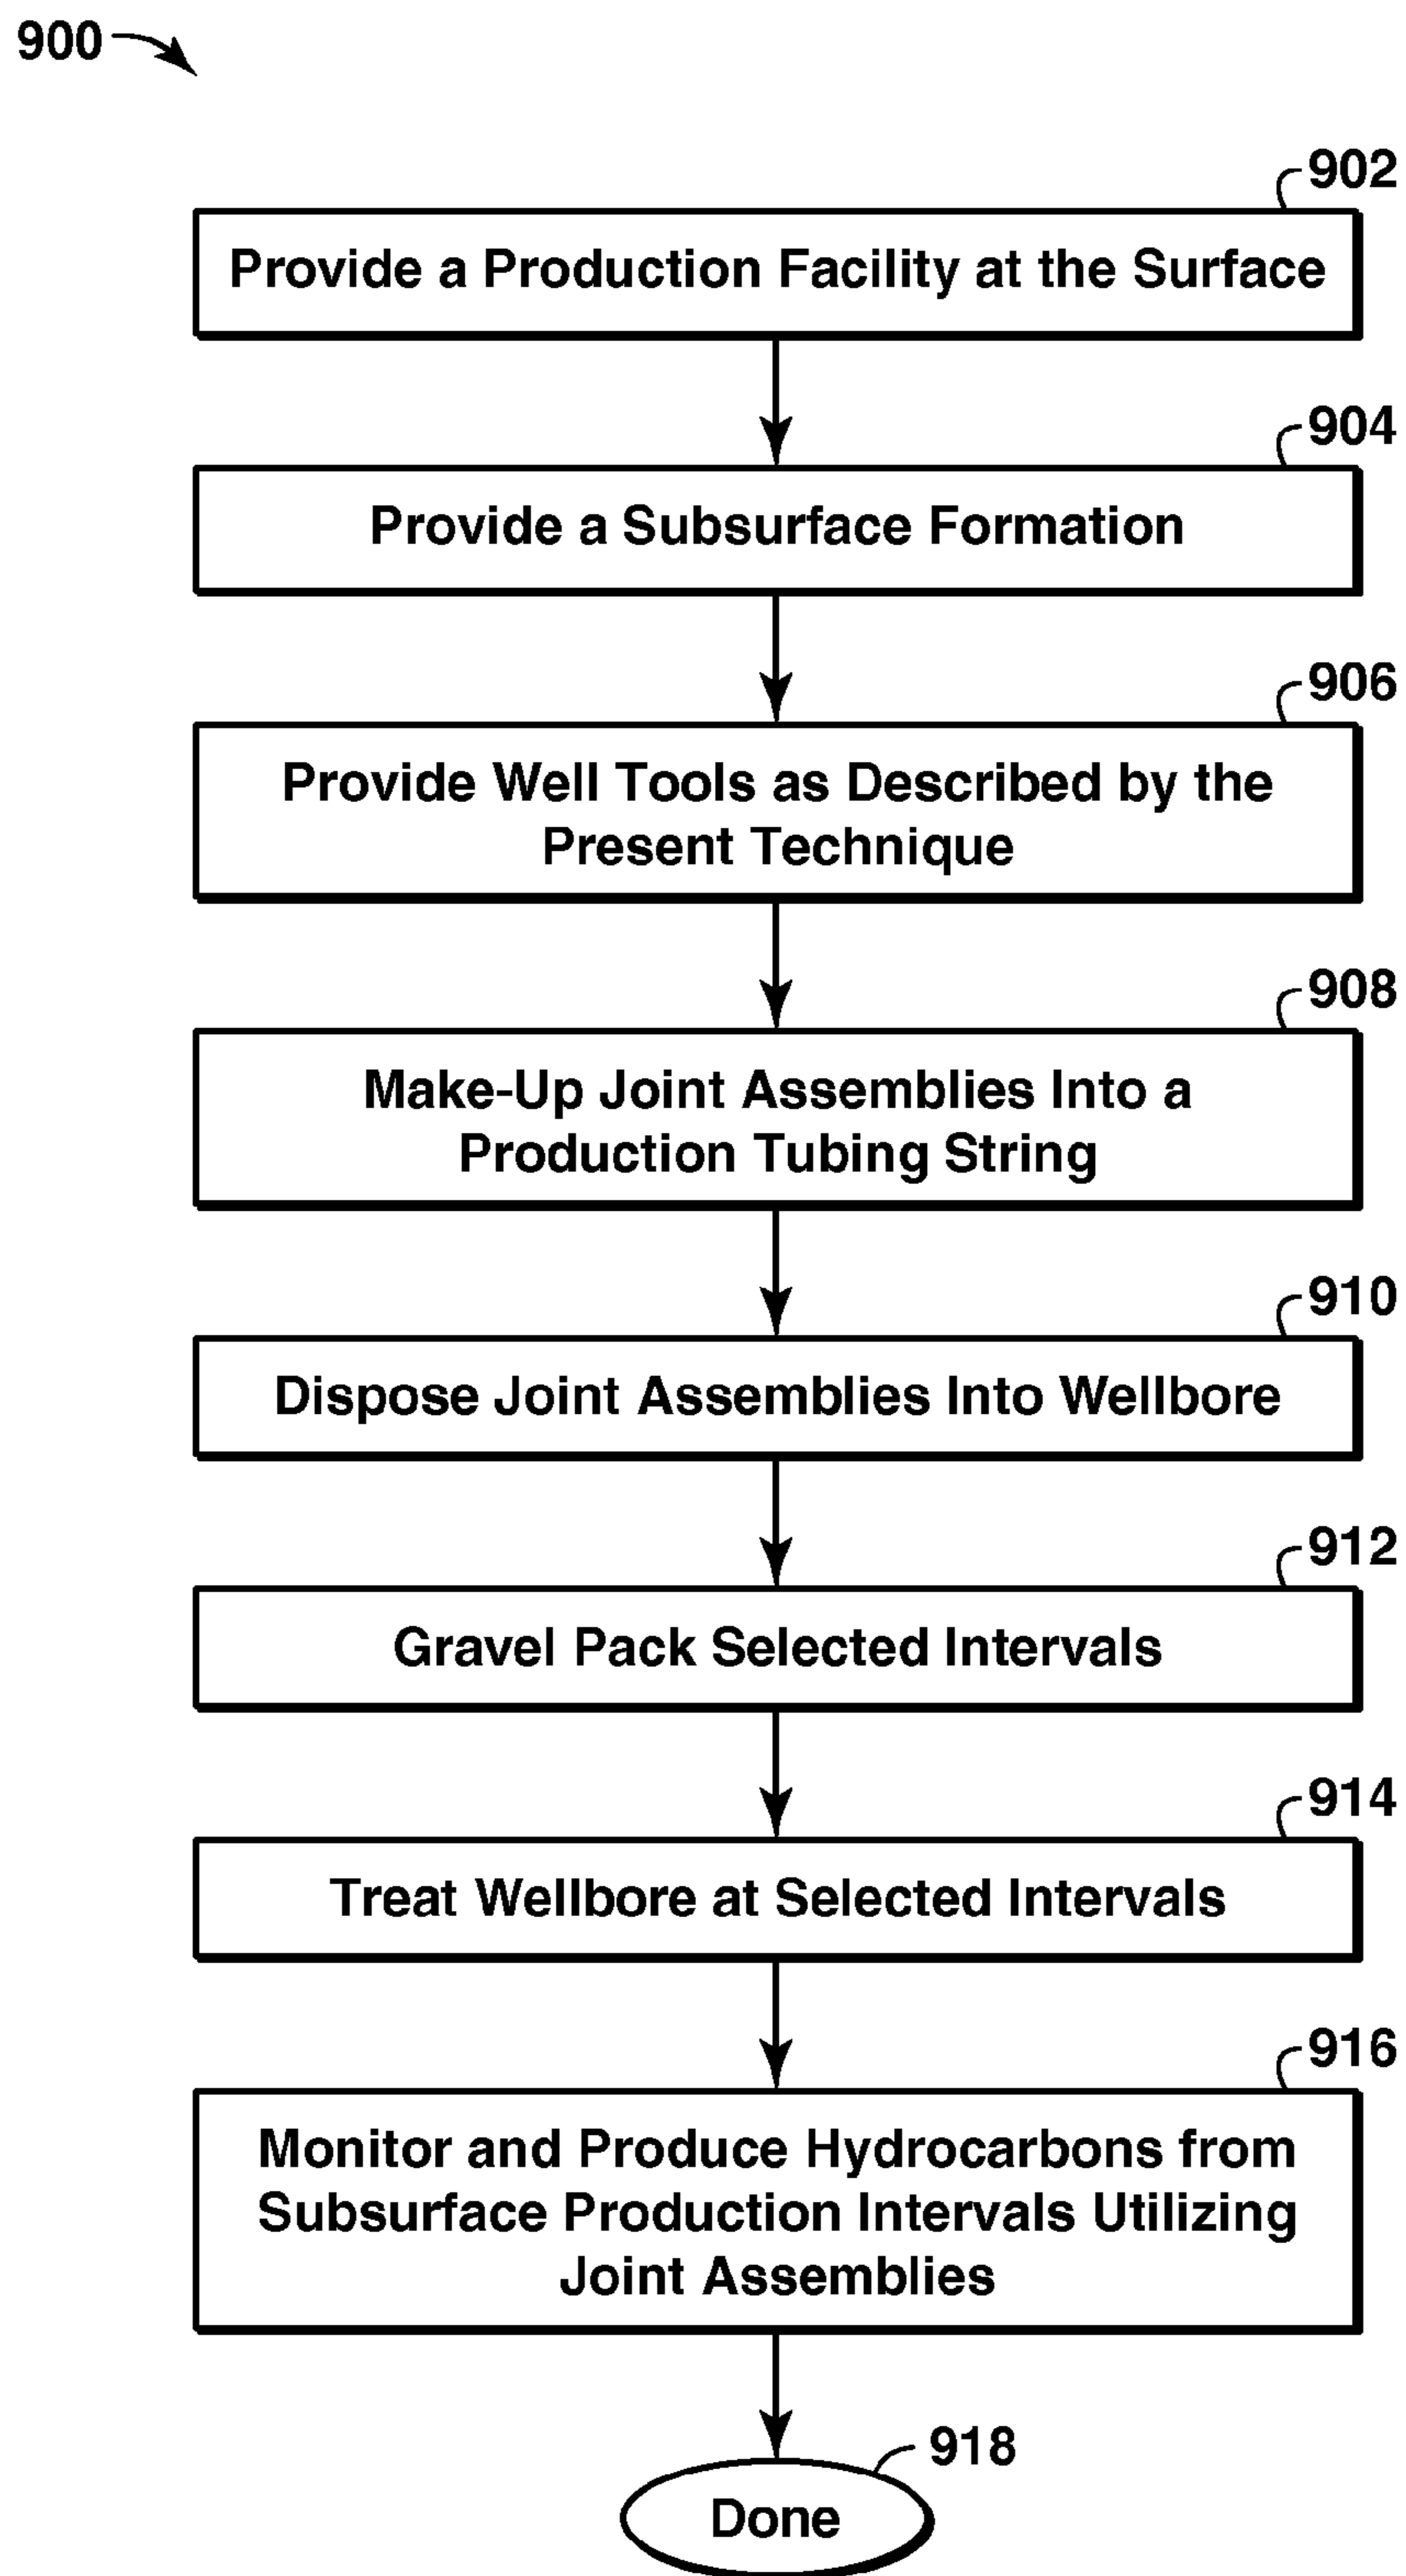 900
902
Provide a Production Facility at the Surface
904
Provide a Subsurface Formation
906
Provide Well Tools as Described by the
Present Technique
908
Make-Up Joint Assemblies Into a
Production Tubing String
910
Dispose Joint Assemblies Into Wellbore
912
Gravel Pack Selected Intervals
914
Treat Wellbore at Selected Intervals
916
Monitor and Produce Hydrocarbons from
Subsurface Production Intervals Utilizing
Joint Assemblies
918
Done